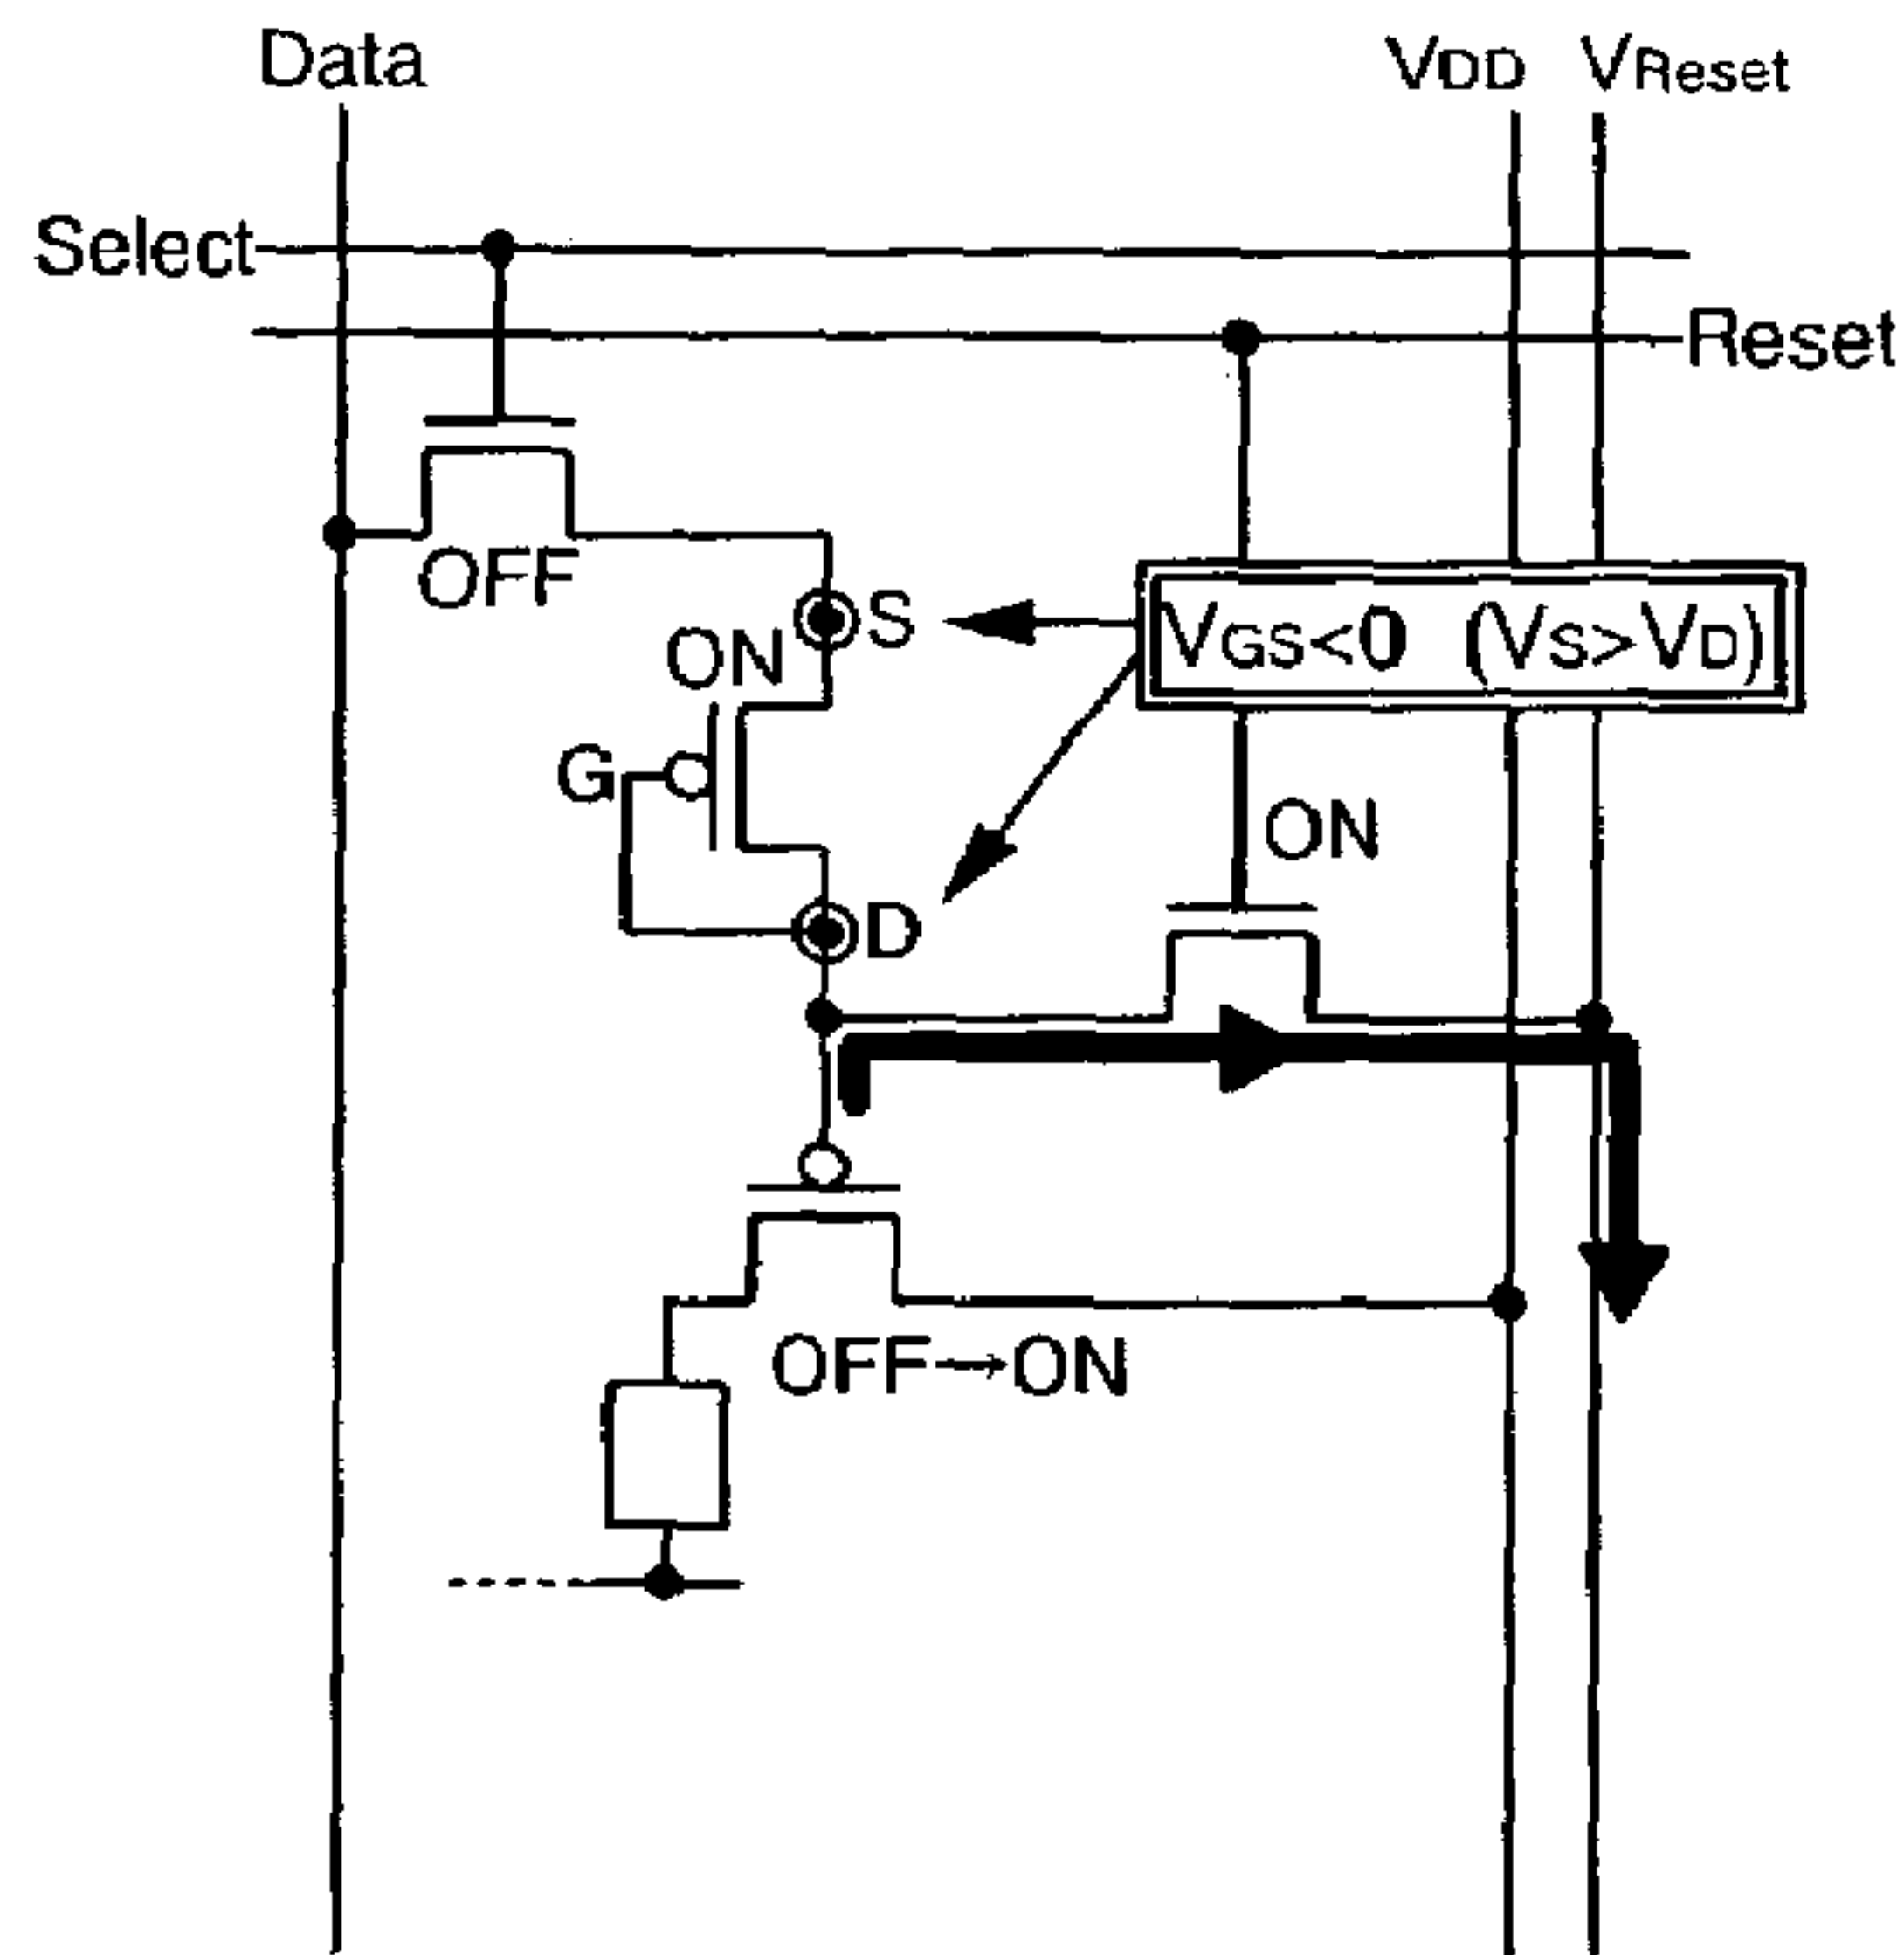 Data
VDD
VReset
Select
Reset
OFF
S
VGS<0 (VS>VD)
ON
G
ON
D
OFF→ON